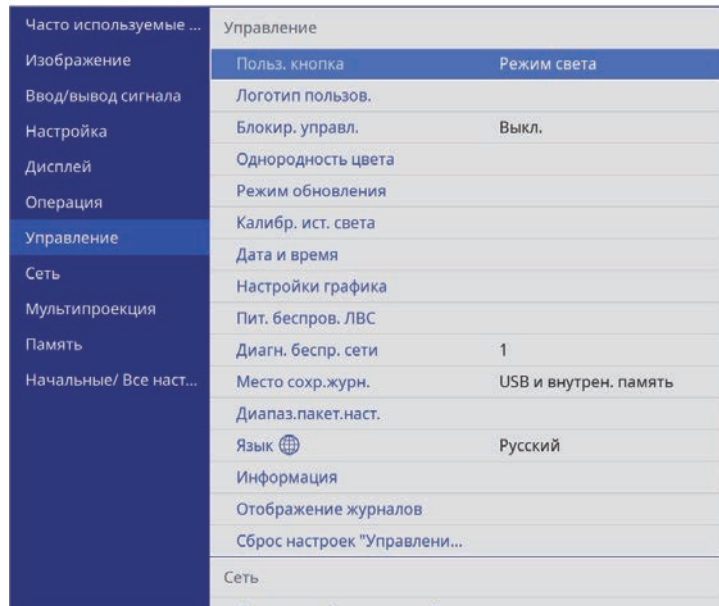 Часто используемые ...
Изображение
Ввод/вывод сигнала
Настройка
Дисплей
Операция
Управление
Сеть
Мультипроекция
Память
Начальные/ Все наст...
Управление
Польз. кнопка Режим света
Логотип пользов.
Блокир. управл. Выкл.
Однородность цвета
Режим обновления
Калибр. ист. света
Дата и время
Настройки графика
Пит. беспров. ЛВС
Диагн. беспр. сети 1
Место сохр.журн. USB и внутрен. память
Диапаз.пакет.наст.
Язык Русский
Информация
Отображение журналов
Сброс настроек "Управлени...
Сеть